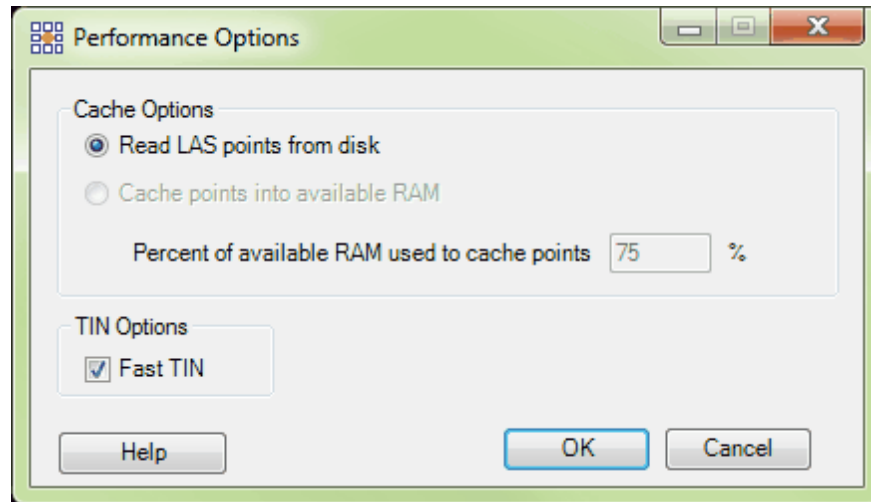 Performance Options
Cache Options
Read LAS points from disk
Cache points into available RAM
Percent of available RAM used to cache points 75 %
TIN Options
Fast TIN
Help OK Cancel